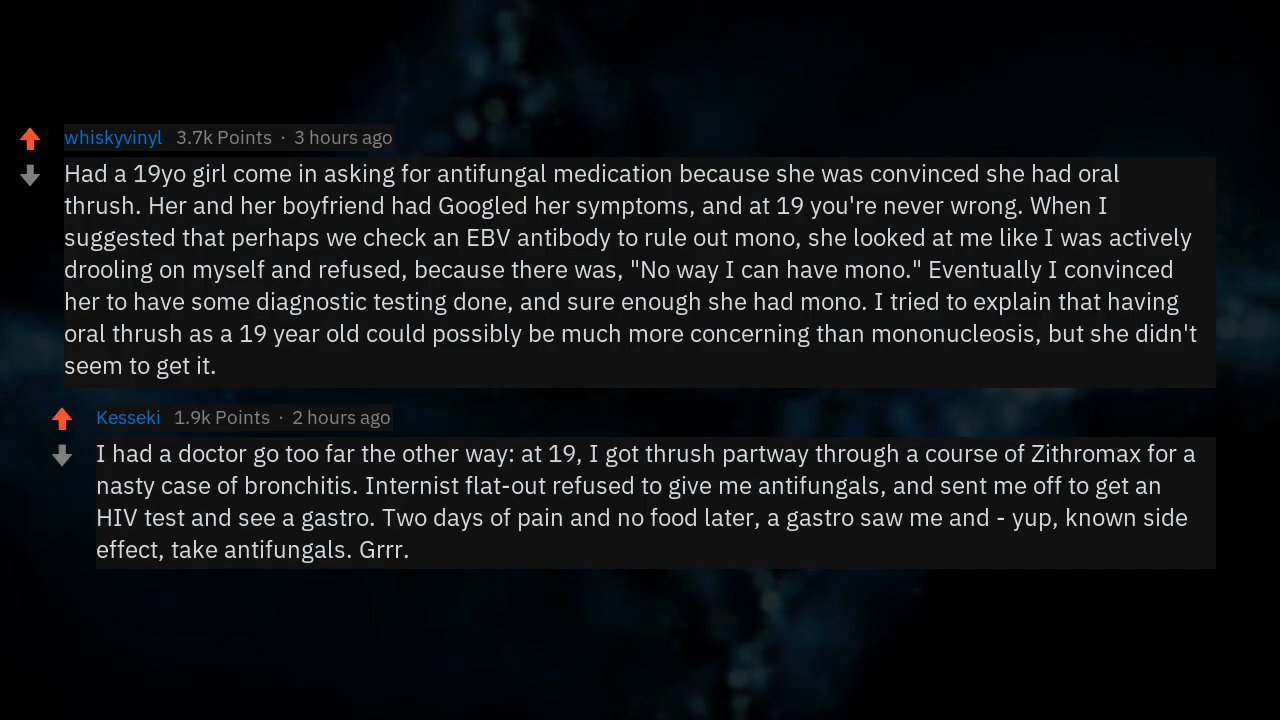 whiskyvinyl 3.7k Points · 3 hours ago
Had a 19yo girl come in asking for antifungal medication because she was convinced she had oral
thrush. Her and her boyfriend had Googled her symptoms, and at 19 you're never wrong. When I
suggested that perhaps we check an EBV antibody to rule out mono, she looked at me like I was actively
drooling on myself and refused, because there was, "No way I can have mono." Eventually I convinced
her to have some diagnostic testing done, and sure enough she had mono. I tried to explain that having
oral thrush as a 19 year old could possibly be much more concerning than mononucleosis, but she didn't
seem to get it.
Kesseki 1.9k Points · 2 hours ago
I had a doctor go too far the other way: at 19, I got thrush partway through a course of Zithromax for a
nasty case of bronchitis. Internist flat-out refused to give me antifungals, and sent me off to get an
HIV test and see a gastro. Two days of pain and no food later, a gastro saw me and - yup, known side
effect, take antifungals. Grrr.